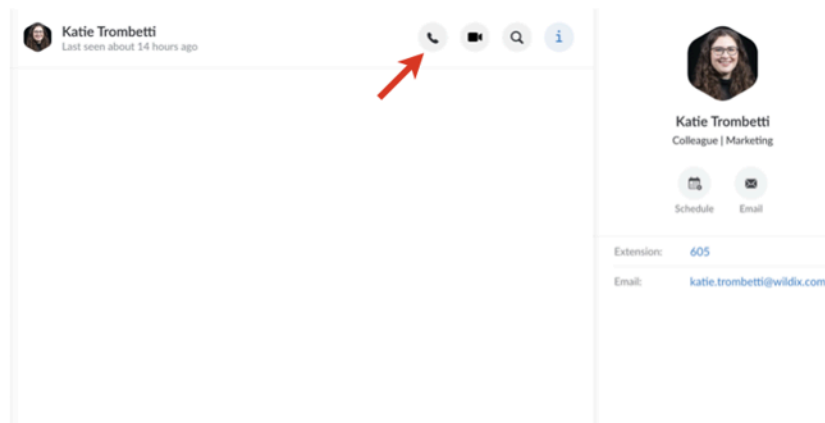 Katie Trombetti
Last seen about 14 hours ago
i
Katie Trombetti
Colleague | Marketing
Schedule Email
Extension: 605
Email: katie.trombetti@wildix.com